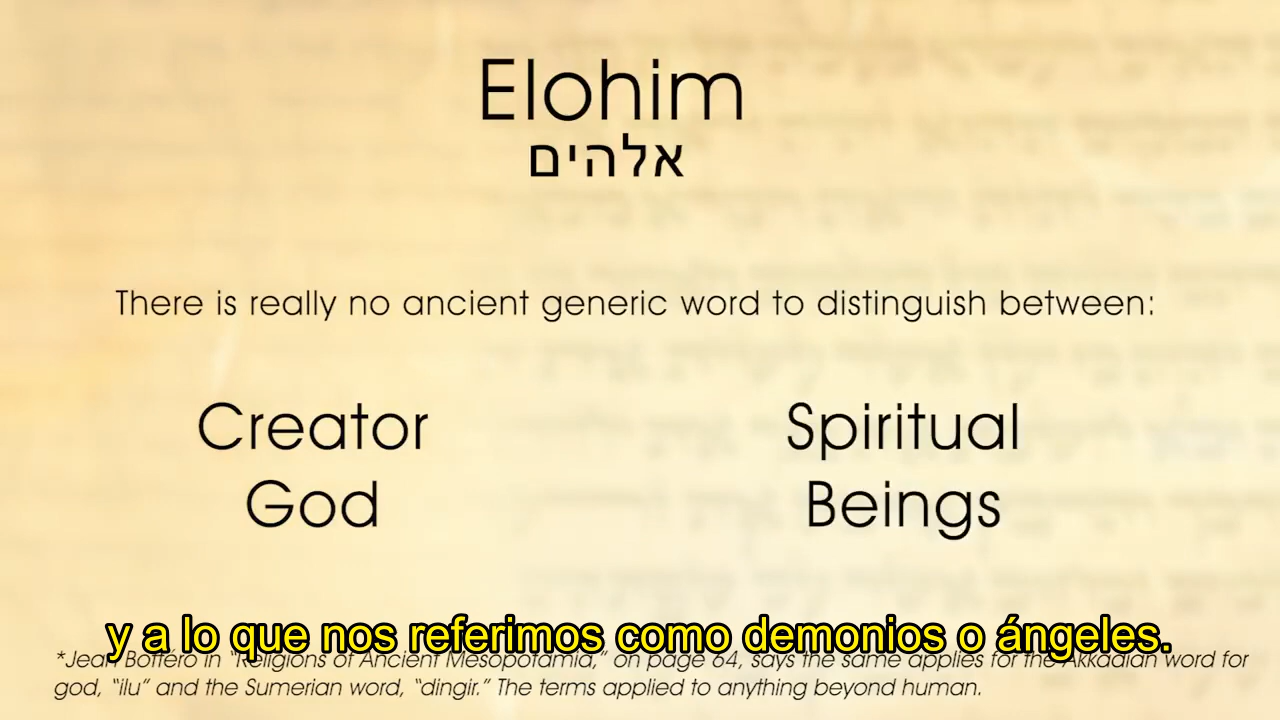 Elohim
אלהים
There is really no ancient generic word to distinguish between:
Creator
God
Spiritual
Beings
y a lo que nos referimos como demonios o ángeles.
*Jean Bottéro in “Religions of Ancient Mesopotamia,” on page 64, says the same applies for the Akkadian word for
god, “ilu” and the Sumerian word, “dingir.” The terms applied to anything beyond human.